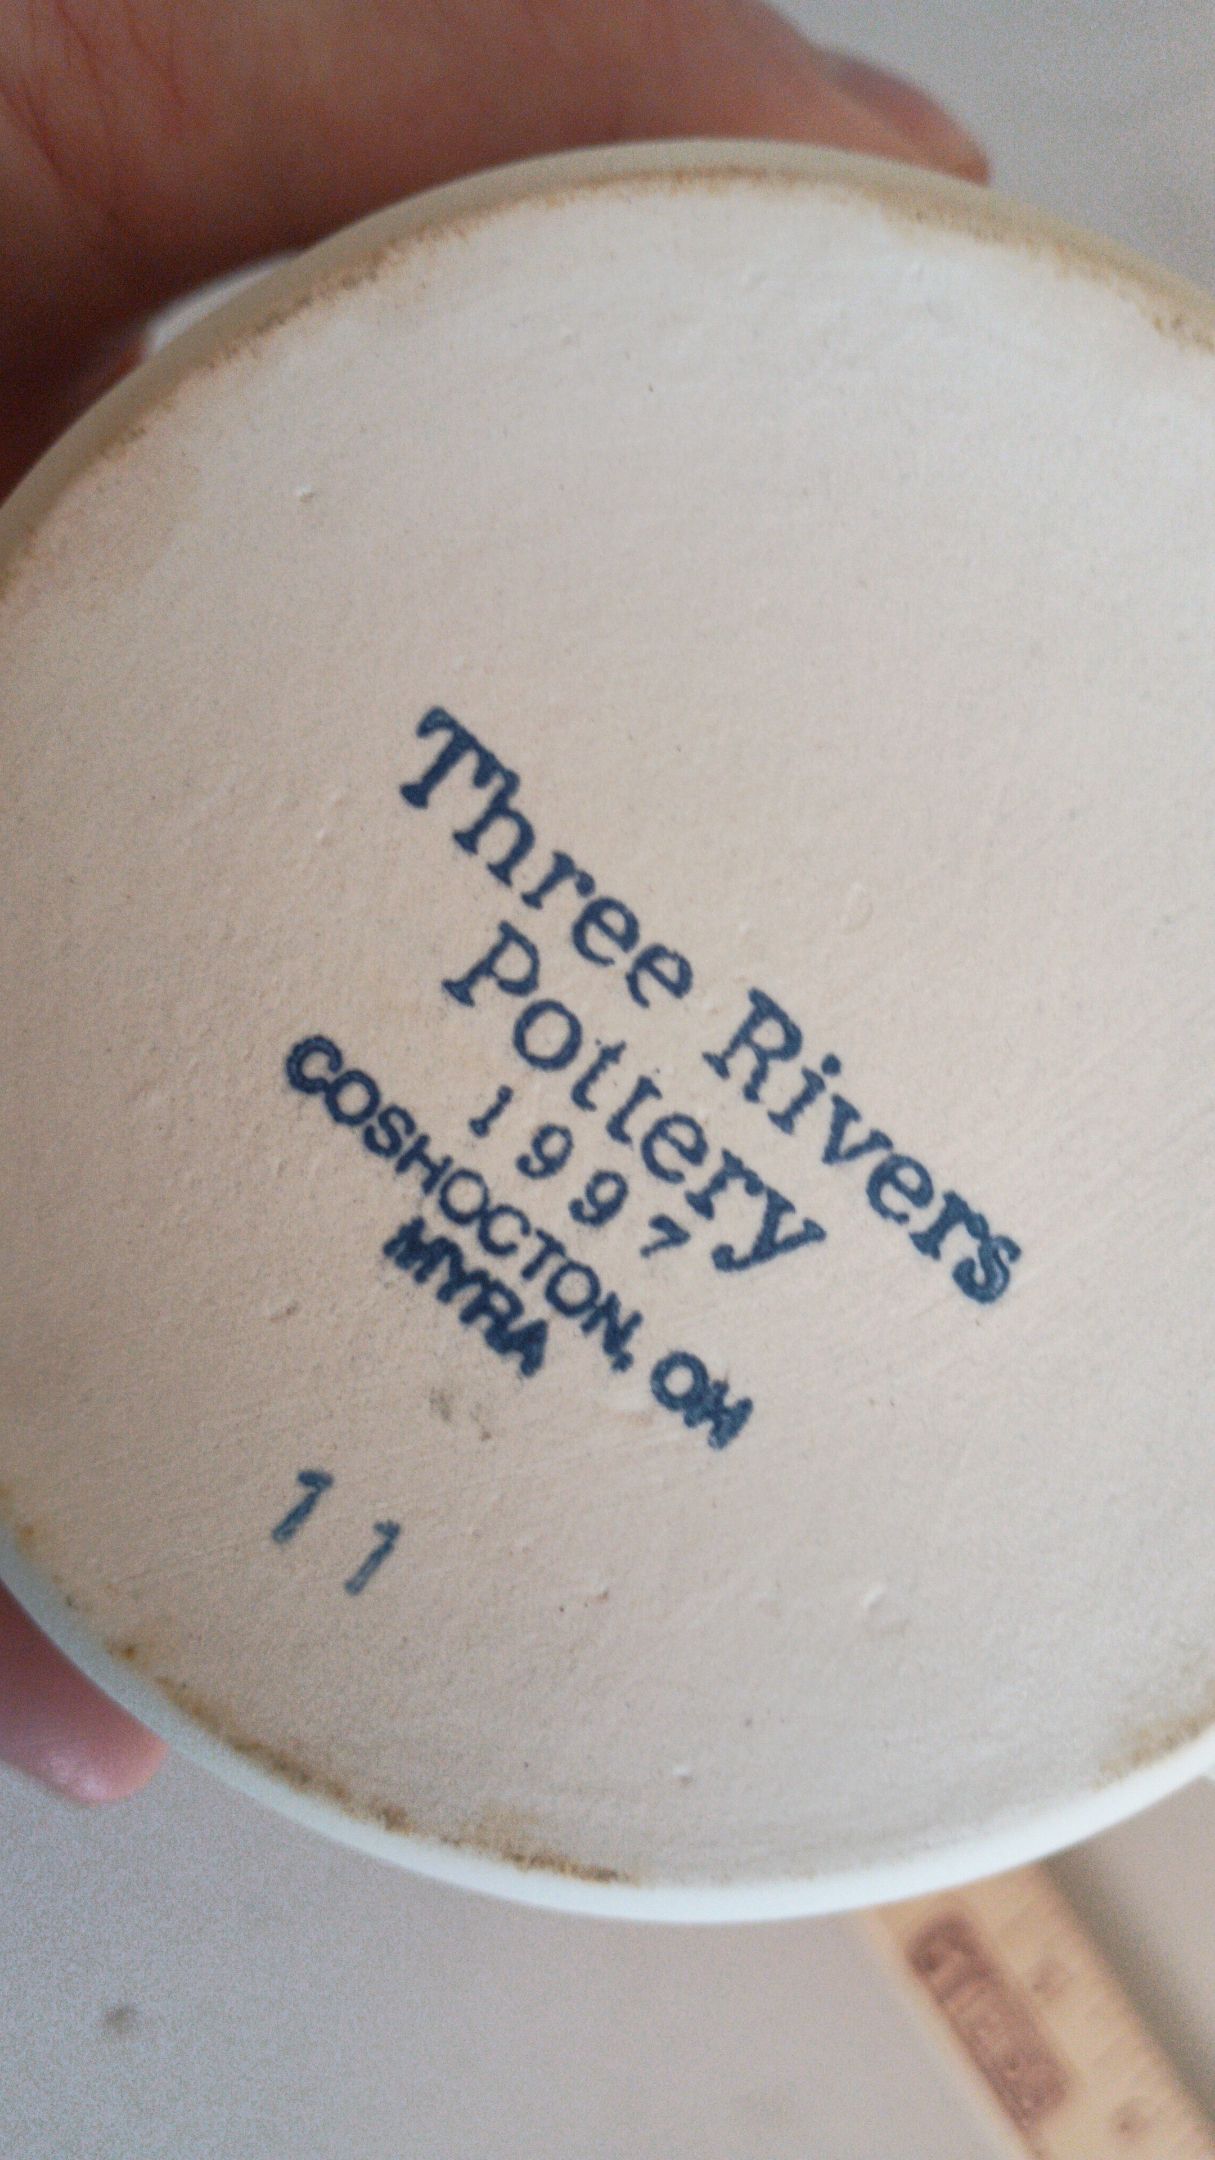 Three Rivers
Pottery
1997
COSHOCTON, OH
MYRA
11